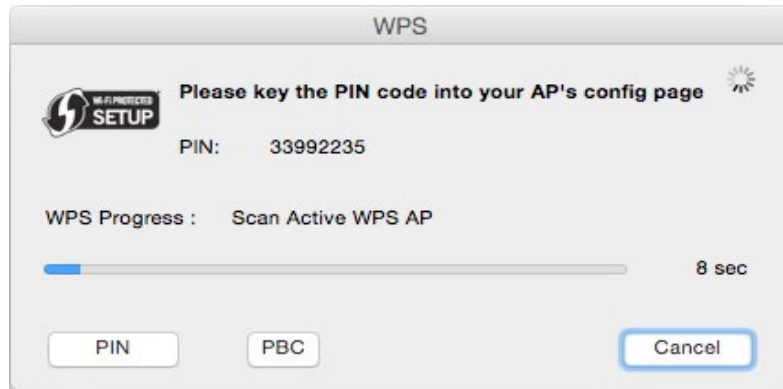 WPS
Please key the PIN code into your AP's config page
WI-FI PROTECTED
SETUP
PIN: 33992235
WPS Progress : Scan Active WPS AP
8 sec
PIN PBC Cancel